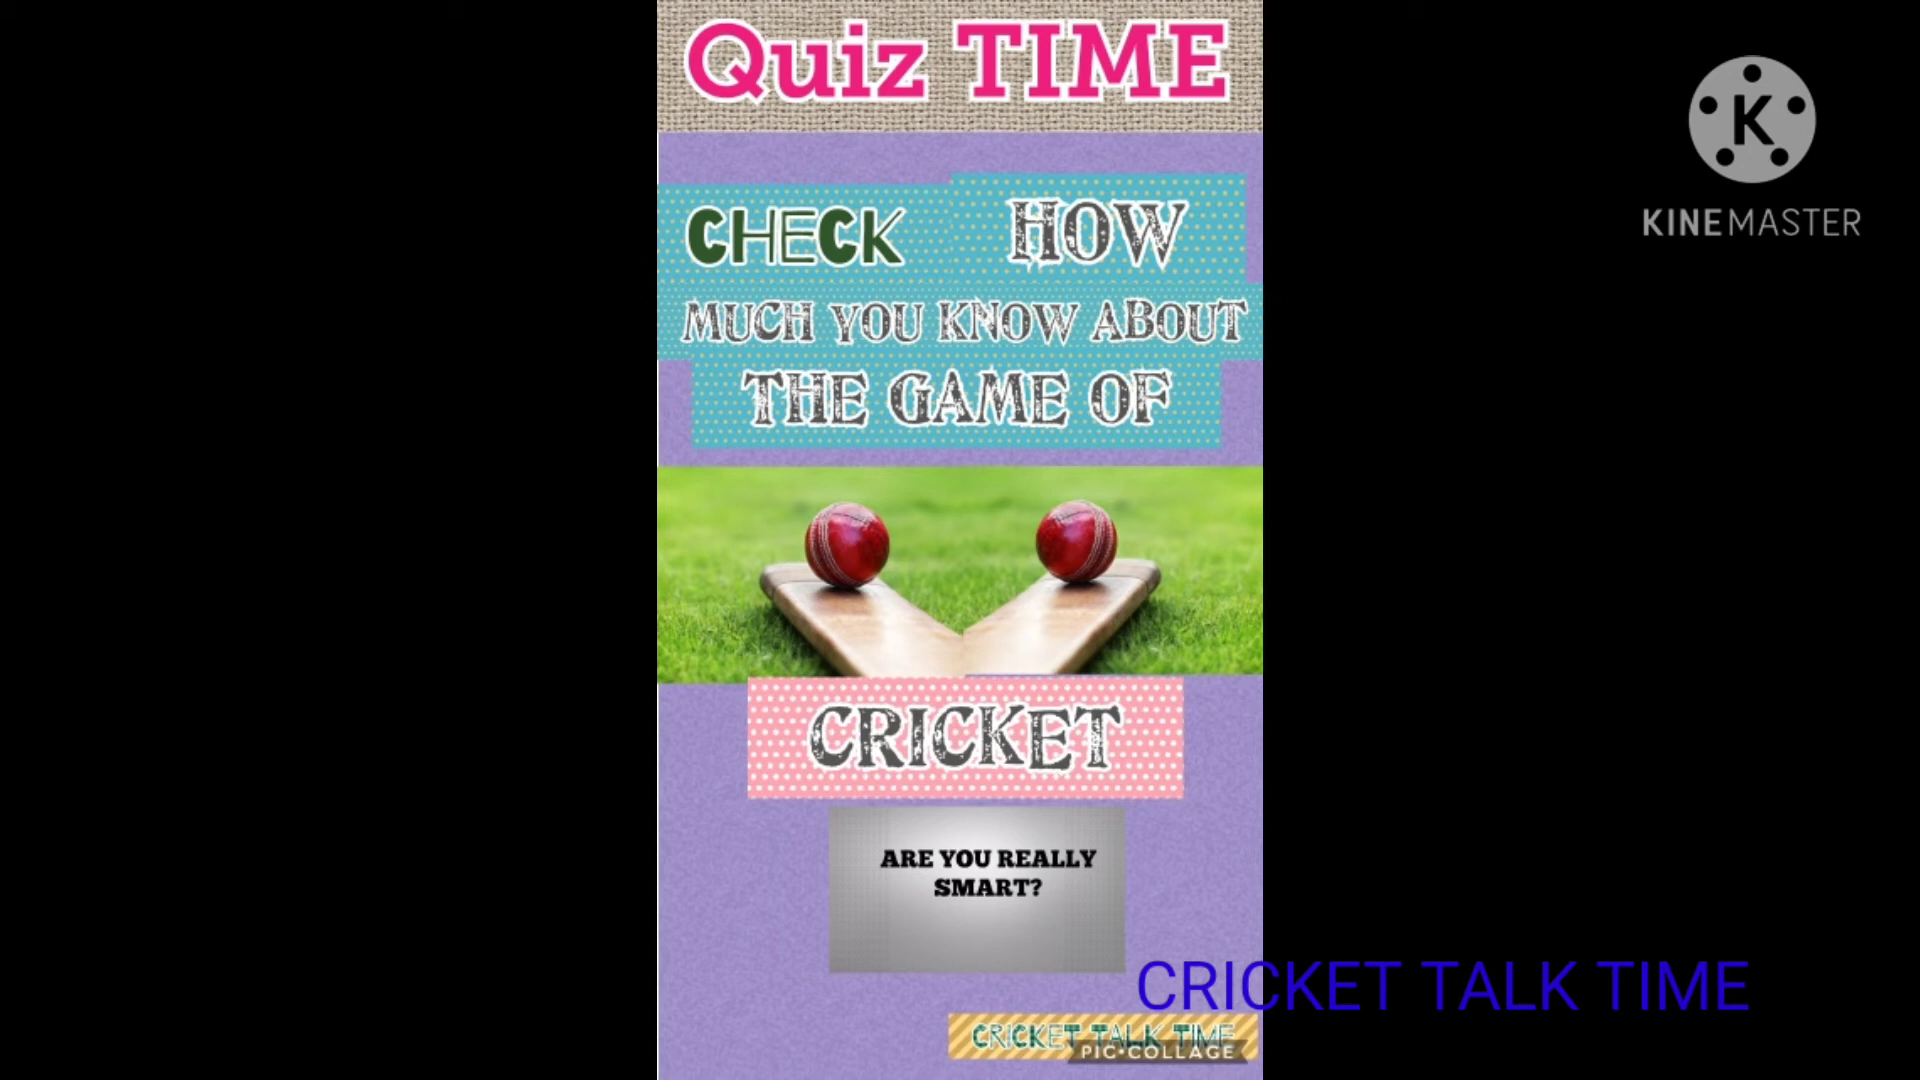 Quiz TIME
CHECK HOW
MUCH YOU KNOW ABOUT
THE GAME OF
CRICKET
ARE YOU REALLY
SMART?
CRICKET TALK TIME
CRICKET TALK TIME
PIC•COLLAGE
K
KINEMASTER